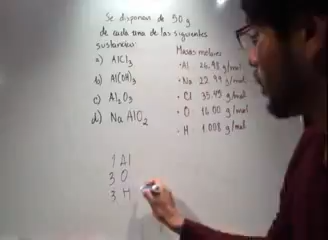 Se disponen de 50 g
de cada una de las siguientes
sustancias:
a) AlCl3
b) Al(OH)3
c) Al2O3
d) Na AlO2
Masas molares
• Al 26.98 g/mol
• Na 22.99 g/mol
• Cl 35.45 g/mol
• O 16.00 g/mol
• H 1.008 g/mol
1 Al
3 O
3 H